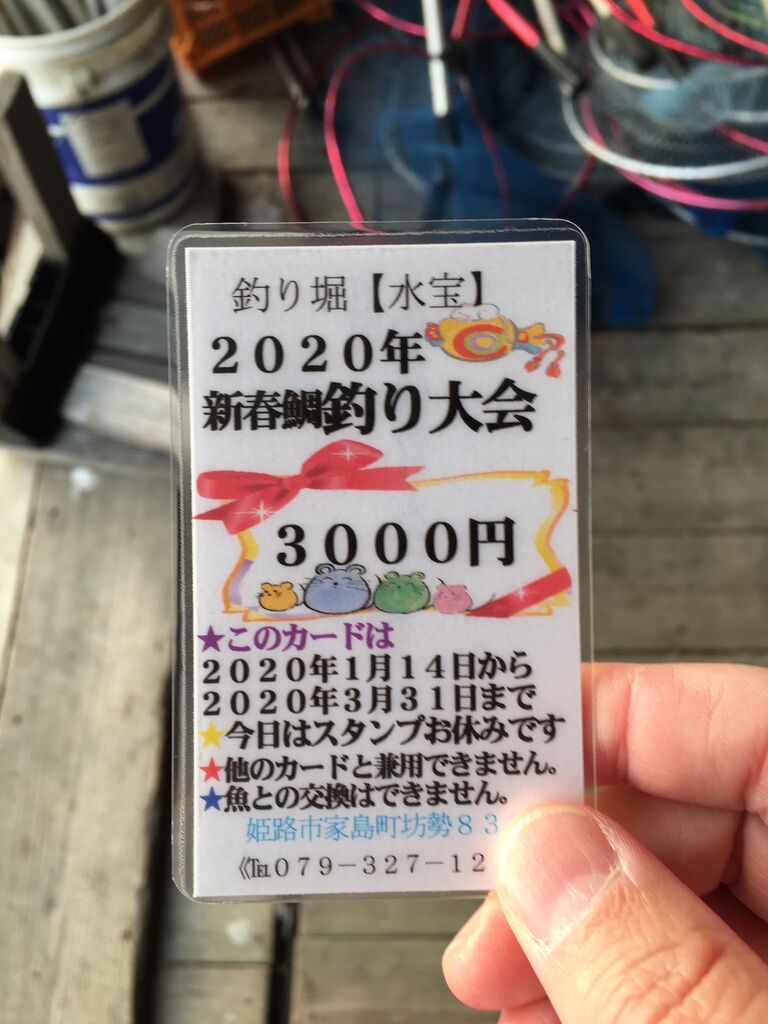 釣り堀【水宝】
２０２０年
新春鯛釣り大会
３０００円
★このカードは
２０２０年１月１４日から
２０２０年３月３１日まで
★今日はスタンプお休みです
★他のカードと兼用できません。
★魚との交換はできません。
姫路市家島町坊勢８３
《℡０７９－３２７－１２